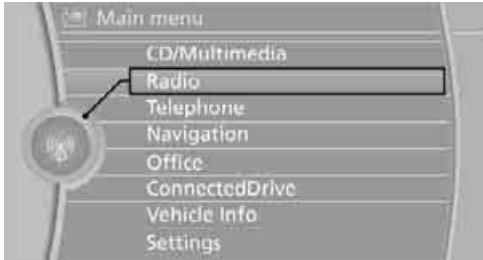 Main menu
CD/Multimedia
Radio
Telephone
Navigation
Office
ConnectedDrive
Vehicle Info
Settings